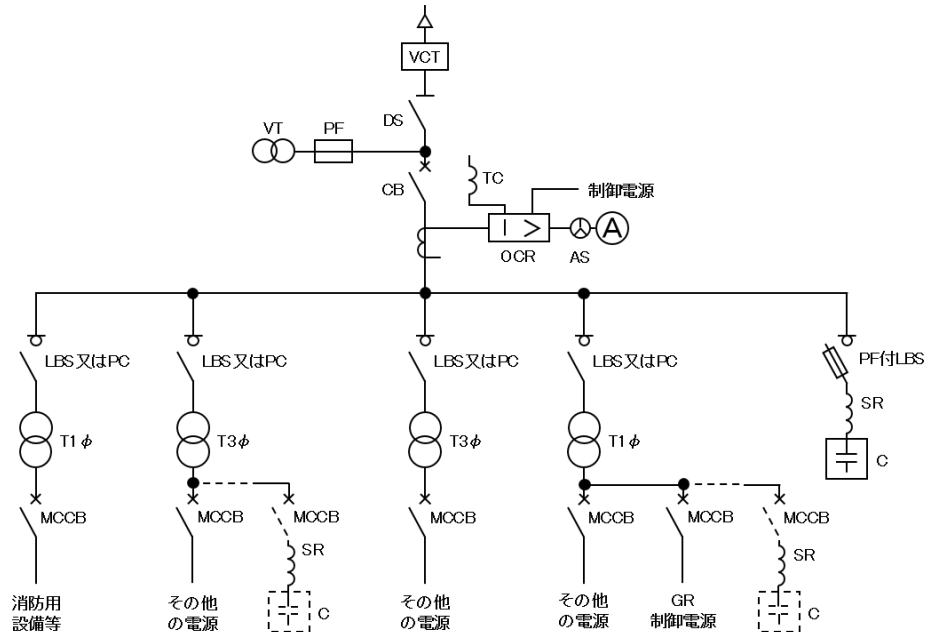 VCT
DS
VT
PF
TC
CB
制御電源
OCR
AS
A
LBS又はPC
LBS又はPC
LBS又はPC
LBS又はPC
PF付LBS
SR
T1φ
T3φ
T3φ
T1φ
C
MCCB
MCCB
MCCB
MCCB
MCCB
MCCB
MCCB
SR
SR
消防用
設備等
その他
の電源
C
その他
の電源
その他
の電源
GR
制御電源
C